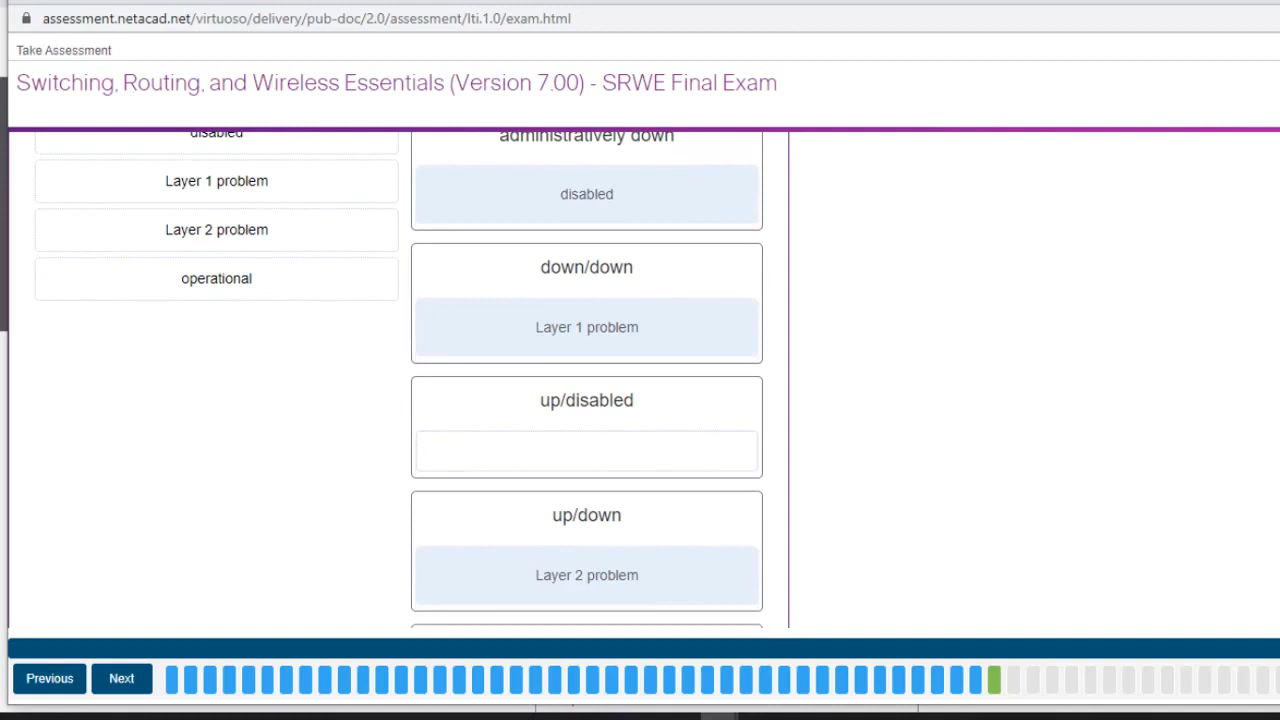 assessment.netacad.net/virtuoso/delivery/pub-doc/2.0/assessment/lti.1.0/exam.html
Take Assessment
Switching, Routing, and Wireless Essentials (Version 7.00) - SRWE Final Exam
disabled
Layer 1 problem
Layer 2 problem
operational
administratively down
disabled
down/down
Layer 1 problem
up/disabled
up/down
Layer 2 problem
Previous
Next